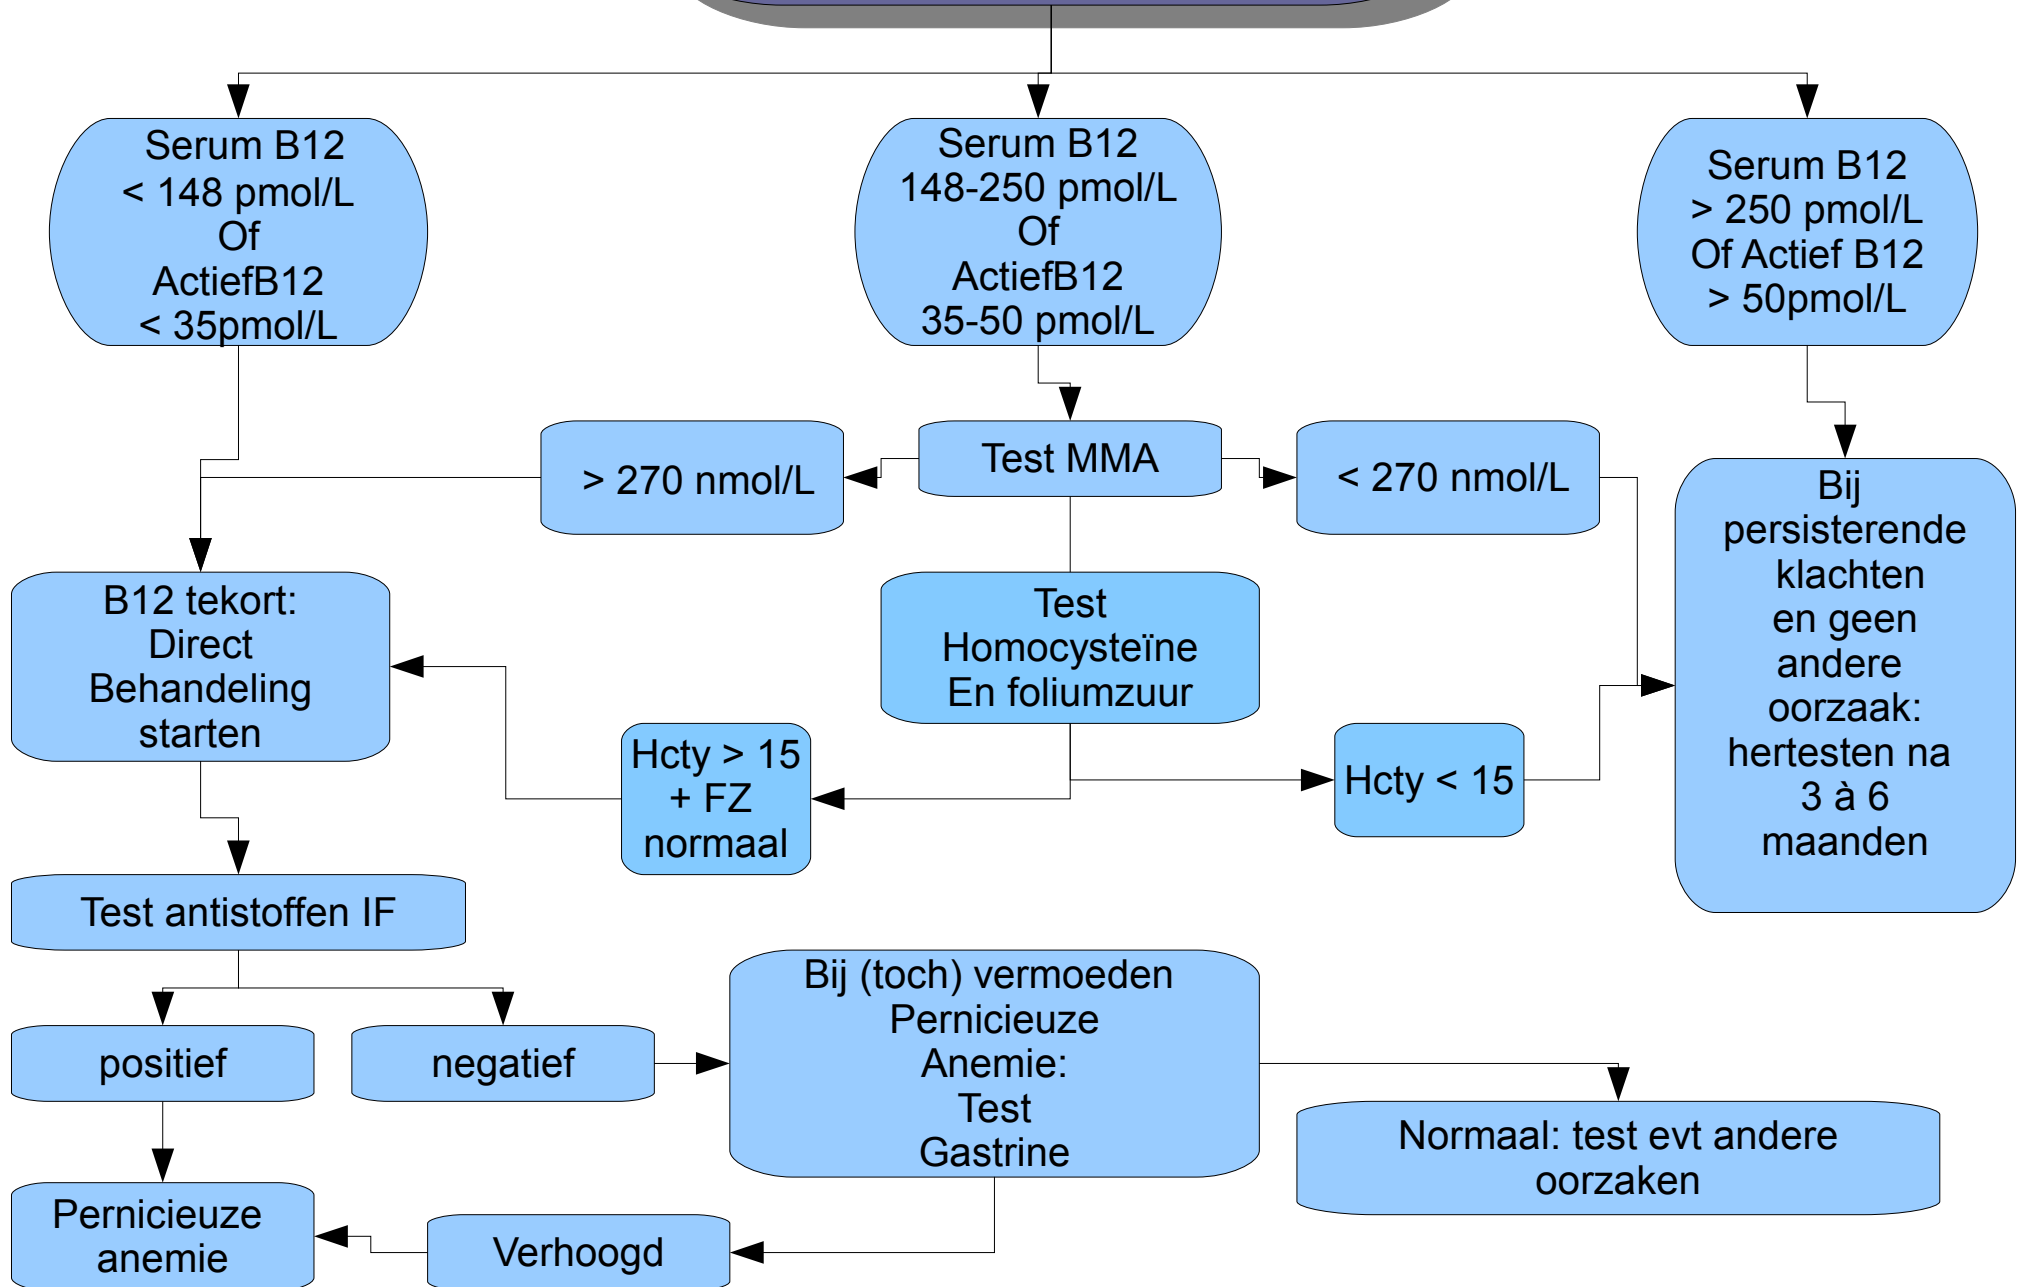 Serum B12
< 148 pmol/L
Of
ActiefB12
< 35pmol/L
Serum B12
148-250 pmol/L
Of
ActiefB12
35-50 pmol/L
Serum B12
> 250 pmol/L
Of Actief B12
> 50pmol/L
> 270 nmol/L
Test MMA
< 270 nmol/L
Bij
persisterende
klachten
en geen
andere
oorzaak:
hertesten na
3 à 6
maanden
B12 tekort:
Direct
Behandeling
starten
Test
Homocysteïne
En foliumzuur
Hcty > 15
+ FZ
normaal
Hcty < 15
Test antistoffen IF
positief
negatief
Bij (toch) vermoeden
Pernicieuze
Anemie:
Test
Gastrine
Normaal: test evt andere
oorzaken
Pernicieuze
anemie
Verhoogd